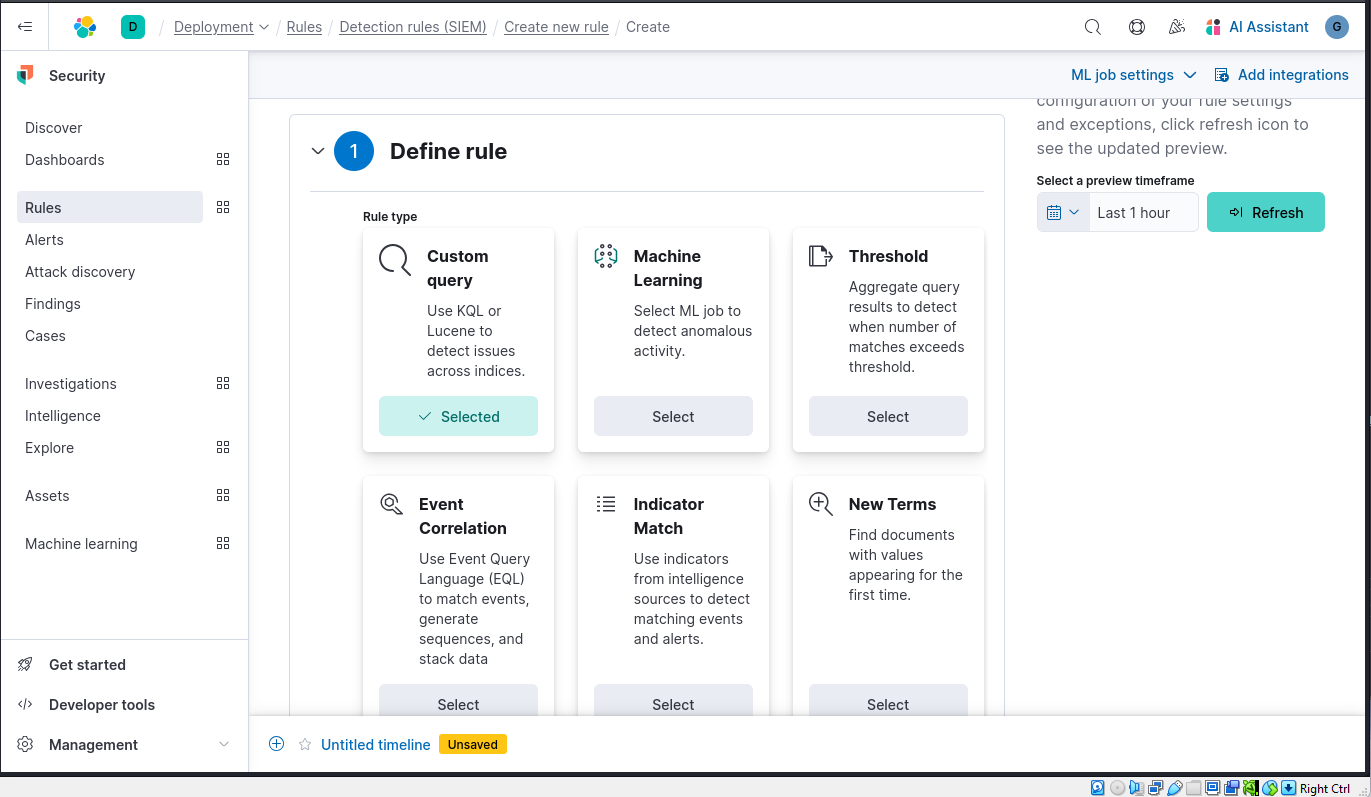 D
Deployment / Rules / Detection rules (SIEM) / Create new rule / Create
AI Assistant
G
Security
ML job settings
Add integrations
Discover
Dashboards
Rules
Alerts
Attack discovery
Findings
Cases
Investigations
Intelligence
Explore
Assets
Machine learning
Get started
Developer tools
Management
1
Define rule
Rule type
Custom
query
Use KQL or
Lucene to
detect issues
across indices.
Selected
Machine
Learning
Select ML job to
detect anomalous
activity.
Select
Threshold
Aggregate query
results to detect
when number of
matches exceeds
threshold.
Select
Event
Correlation
Use Event Query
Language (EQL)
to match events,
generate
sequences, and
stack data
Select
Indicator
Match
Use indicators
from intelligence
sources to detect
matching events
and alerts.
Select
New Terms
Find documents
with values
appearing for the
first time.
Select
configuration of your rule settings
and exceptions, click refresh icon to
see the updated preview.
Select a preview timeframe
Last 1 hour
Refresh
Untitled timeline
Unsaved
Right Ctrl